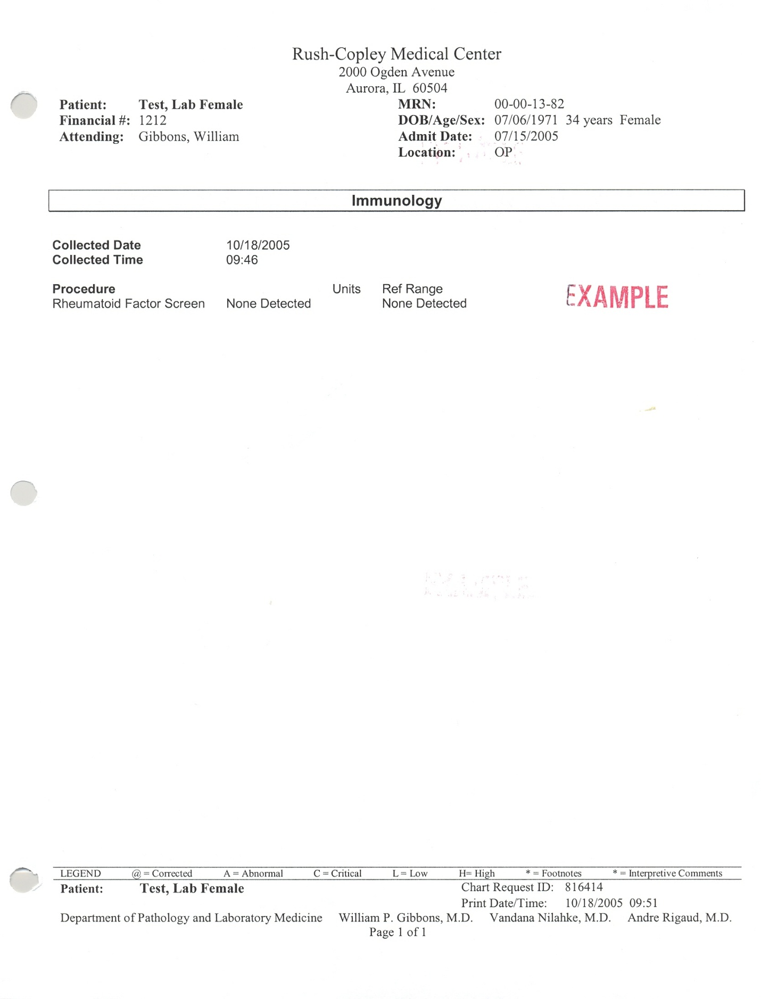 Rush-Copley Medical Center
2000 Ogden Avenue
Aurora, IL 60504
Patient: Test, Lab Female MRN: 00-00-13-82
Financial #: 1212 DOB/Age/Sex: 07/06/1971 34 years Female
Attending: Gibbons, William Admit Date: 07/15/2005
Location: OP
Immunology
Collected Date 10/18/2005
Collected Time 09:46
Procedure Units Ref Range
Rheumatoid Factor Screen None Detected None Detected
EXAMPLE
LEGEND @ = Corrected A = Abnormal C = Critical L = Low H= High * = Footnotes * = Interpretive Comments
Patient: Test, Lab Female Chart Request ID: 816414
Print Date/Time: 10/18/2005 09:51
Department of Pathology and Laboratory Medicine William P. Gibbons, M.D. Vandana Nilahke, M.D. Andre Rigaud, M.D.
Page 1 of 1